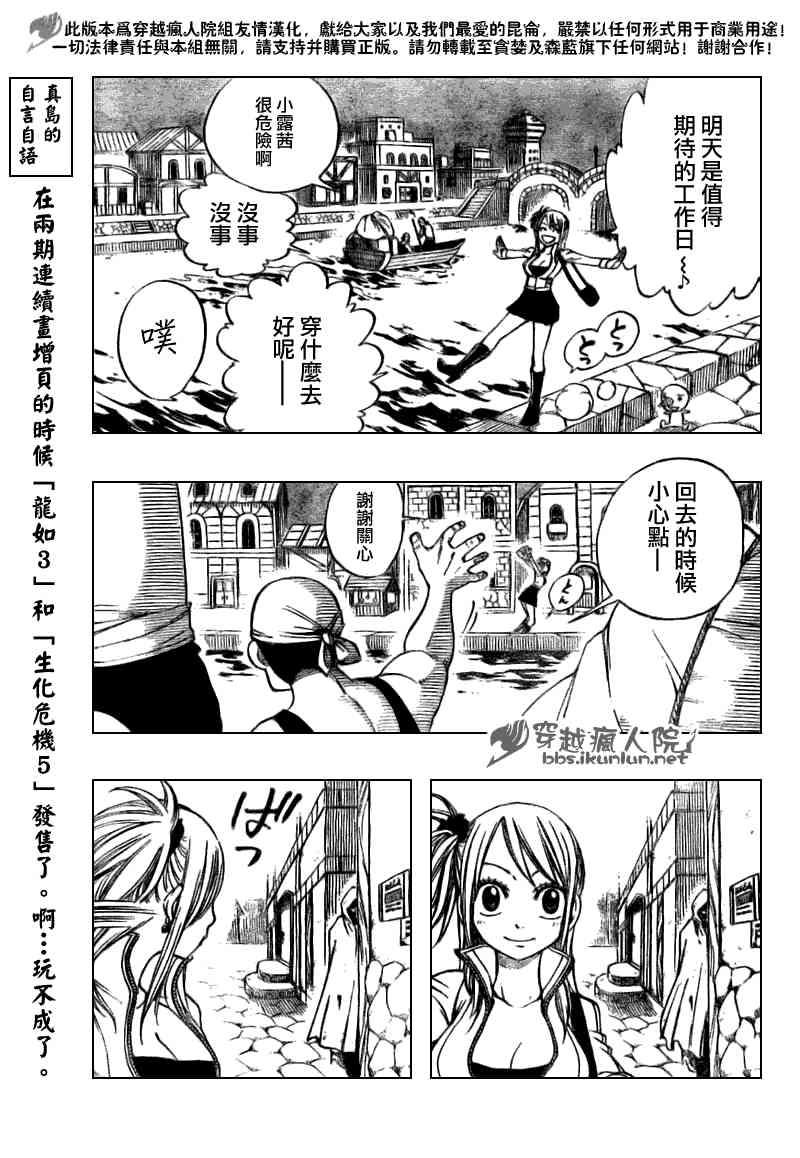 此版本爲穿越瘋人院組友情漢化，獻給大家以及我們最愛的昆侖，嚴禁以任何形式用于商業用途！
一切法律責任與本組無關，請支持并購買正版。請勿轉載至貪婪及森藍旗下任何網站！謝謝合作！
明天是值得
期待的工作日~
小露茜
很危險啊
沒事
沒事
穿什麼去
好呢——
噗
とっ
とっ
回去的時候
小心點—
謝謝關心
とん
穿越瘋人院
bbs.ikunlun.net
ばっ
真島的
自言自語
在兩期連續畫增頁的時候「龍如3」和「生化危機5」發售了。啊…玩不成了。